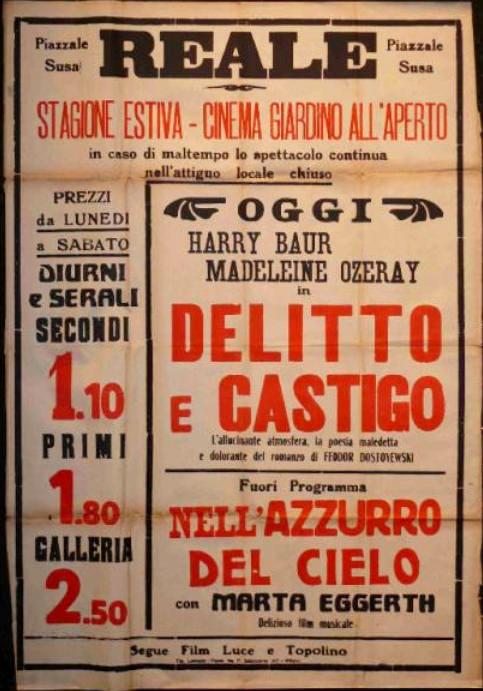 Piazzale
Susa
REALE
Piazzale
Susa
STAGIONE ESTIVA - CINEMA GIARDINO ALL'APERTO
in caso di maltempo lo spettacolo continua
nell'attiguo locale chiuso
PREZZI
da LUNEDI
a SABATO
DIURNI
e SERALI
SECONDI
1.10
PRIMI
1.80
GALLERIA
2.50
OGGI
HARRY BAUR
MADELEINE OZERAY
in
DELITTO
E CASTIGO
L'allucinante atmosfera, la poesia maledetta
e dolorante del romanzo di FEODOR DOSTOYEWSKI
Fuori Programma
NELL'AZZURRO
DEL CIELO
con MARTA EGGERTH
Delizioso film musicale
Segue Film Luce e Topolino